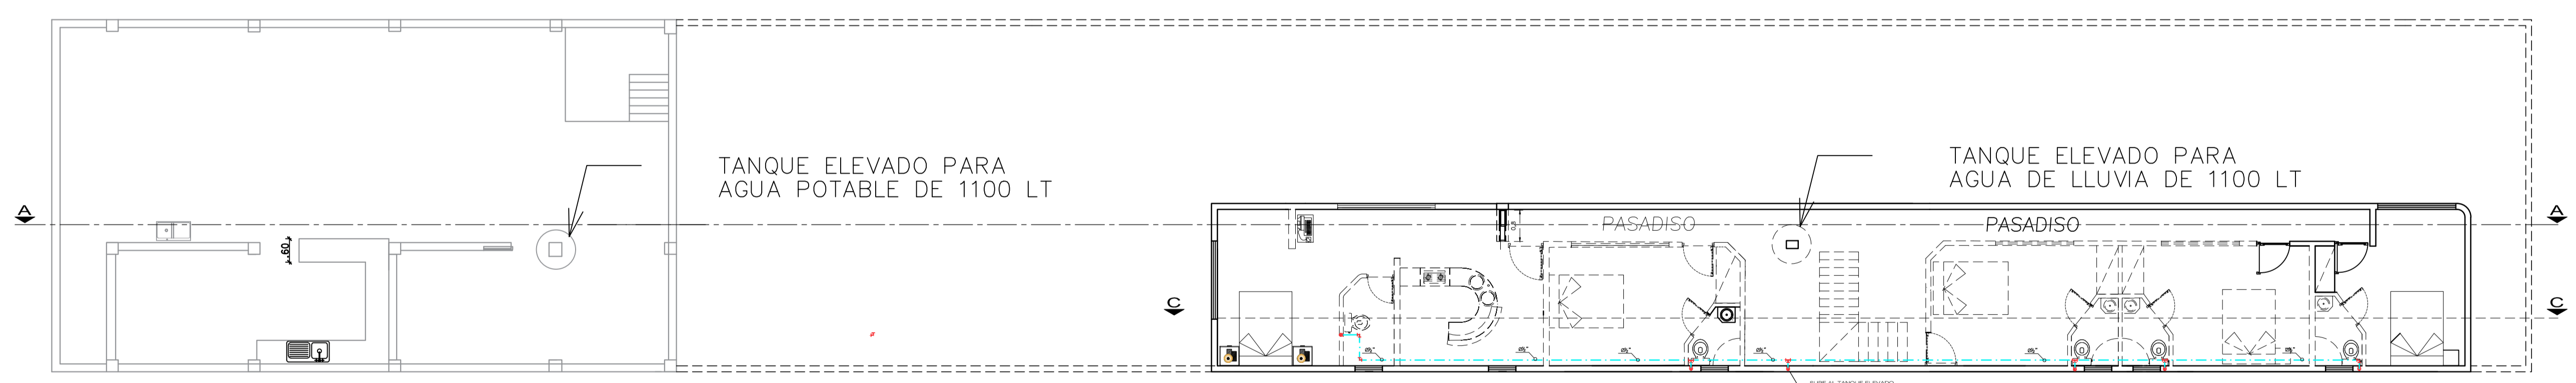 TANQUE ELEVADO PARA
AGUA POTABLE DE 1100 LT
TANQUE ELEVADO PARA
AGUA DE LLUVIA DE 1100 LT
A
A
PASADISO
PASADISO
.60
C
C